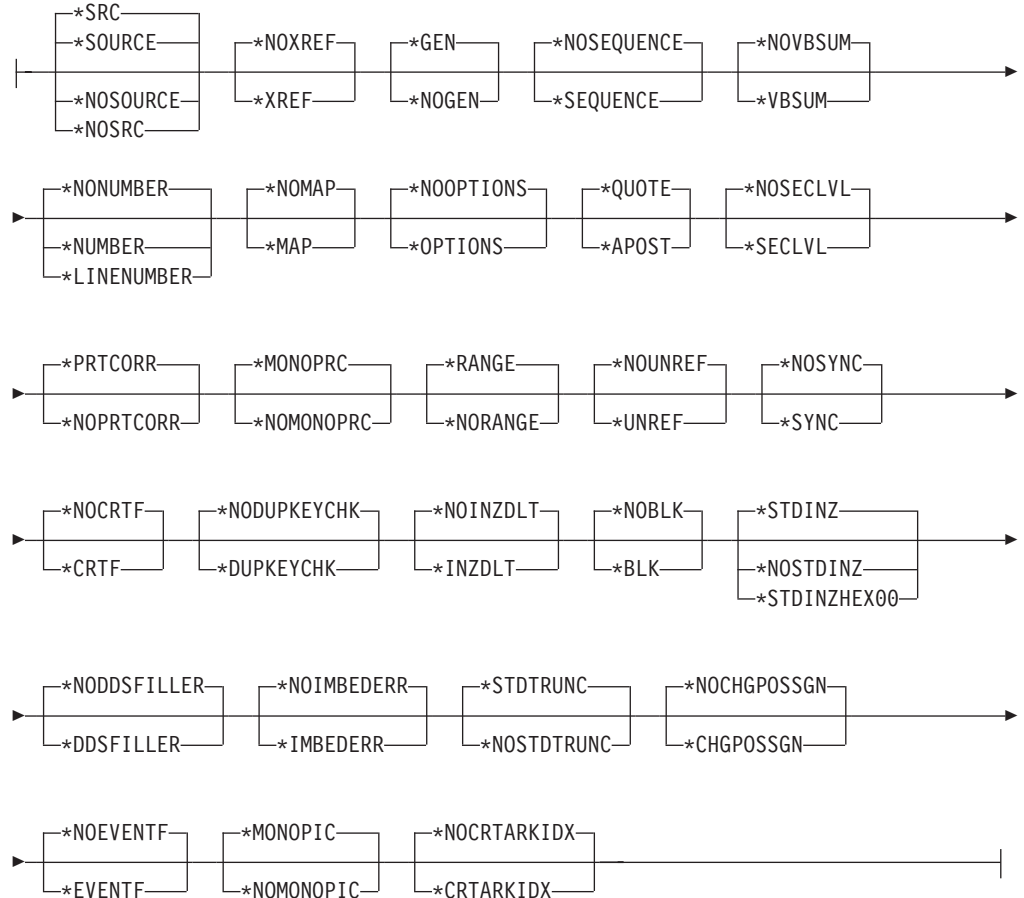 *SRC
*SOURCE *NOXREF *GEN *NOSEQUENCE *NOVBSUM
*NOSOURCE *XREF *NOGEN *SEQUENCE *VBSUM
*NOSRC
*NONUMBER *NOMAP *NOOPTIONS *QUOTE *NOSECLVL
*NUMBER *MAP *OPTIONS *APOST *SECLVL
*LINENUMBER
*PRTCORR *MONOPRC *RANGE *NOUNREF *NOSYNC
*NOPRTCORR *NOMONOPRC *NORANGE *UNREF *SYNC
*NOCRTF *NODUPKEYCHK *NOINZDLT *NOBLK *STDINZ
*CRTF *DUPKEYCHK *INZDLT *BLK *NOSTDINZ
*STDINZHEX00
*NODDSFILLER *NOIMBEDERR *STDTRUNC *NOCHGPOSSGN
*DDSFILLER *IMBEDERR *NOSTDTRUNC *CHGPOSSGN
*NOEVENTF *MONOPIC *NOCRTARKIDX
*EVENTF *NOMONOPIC *CRTARKIDX